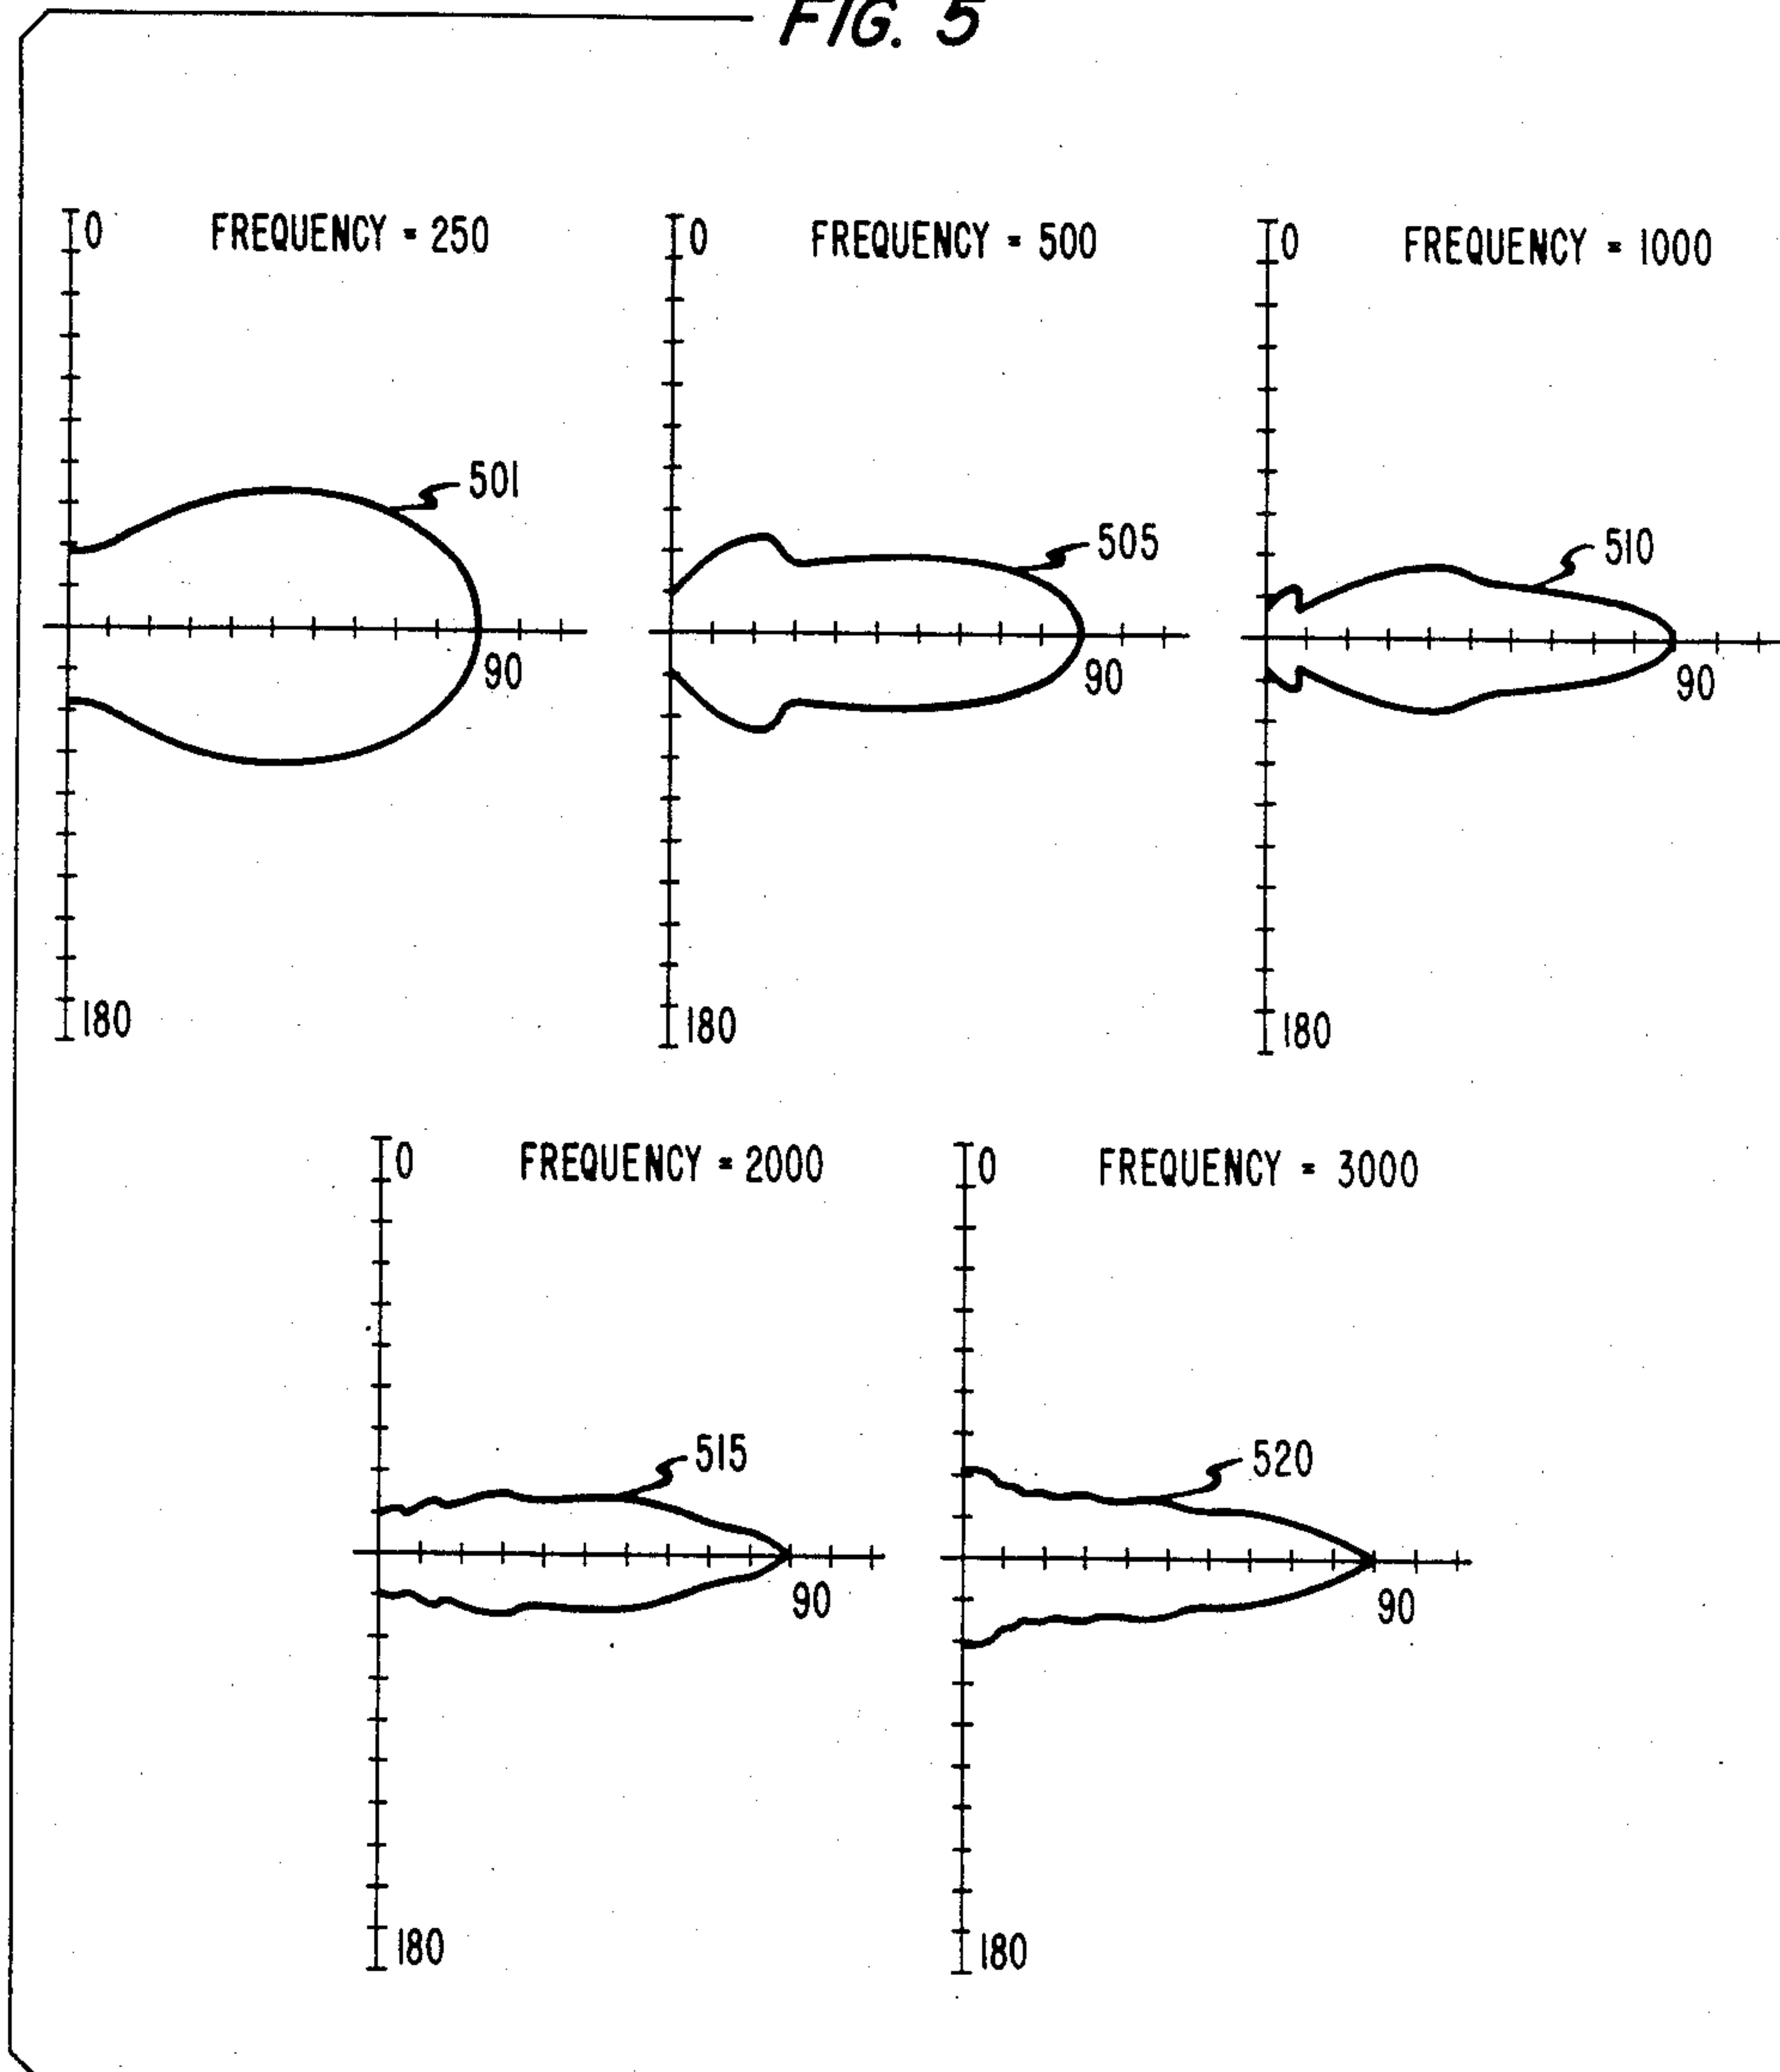 FIG. 5
0 FREQUENCY = 250
501
90
180
0 FREQUENCY = 500
505
90
180
0 FREQUENCY = 1000
510
90
180
0 FREQUENCY = 2000
515
90
180
0 FREQUENCY = 3000
520
90
180